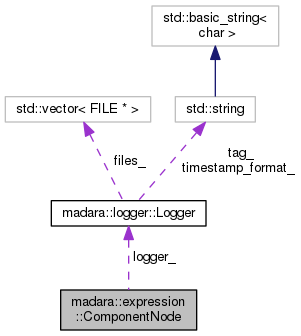 std::basic_string<
char >
std::vector< FILE * >
std::string
files_
tag_
timestamp_format_
madara::logger::Logger
logger_
madara::expression
::ComponentNode